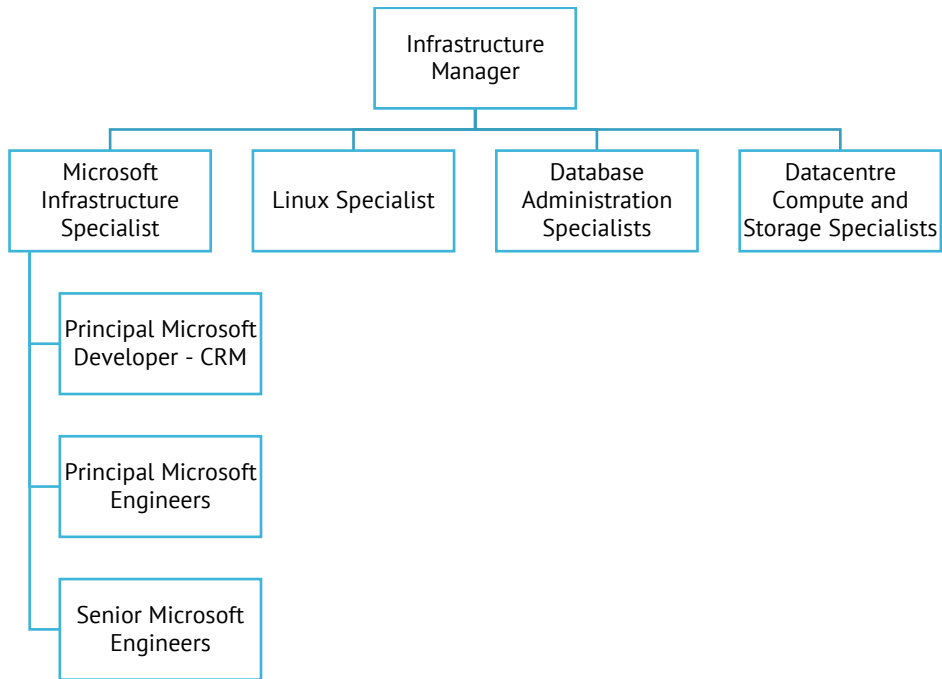 Infrastructure
Manager
Microsoft
Infrastructure
Specialist
Linux Specialist
Database
Administration
Specialists
Datacentre
Compute and
Storage Specialists
Principal Microsoft
Developer - CRM
Principal Microsoft
Engineers
Senior Microsoft
Engineers